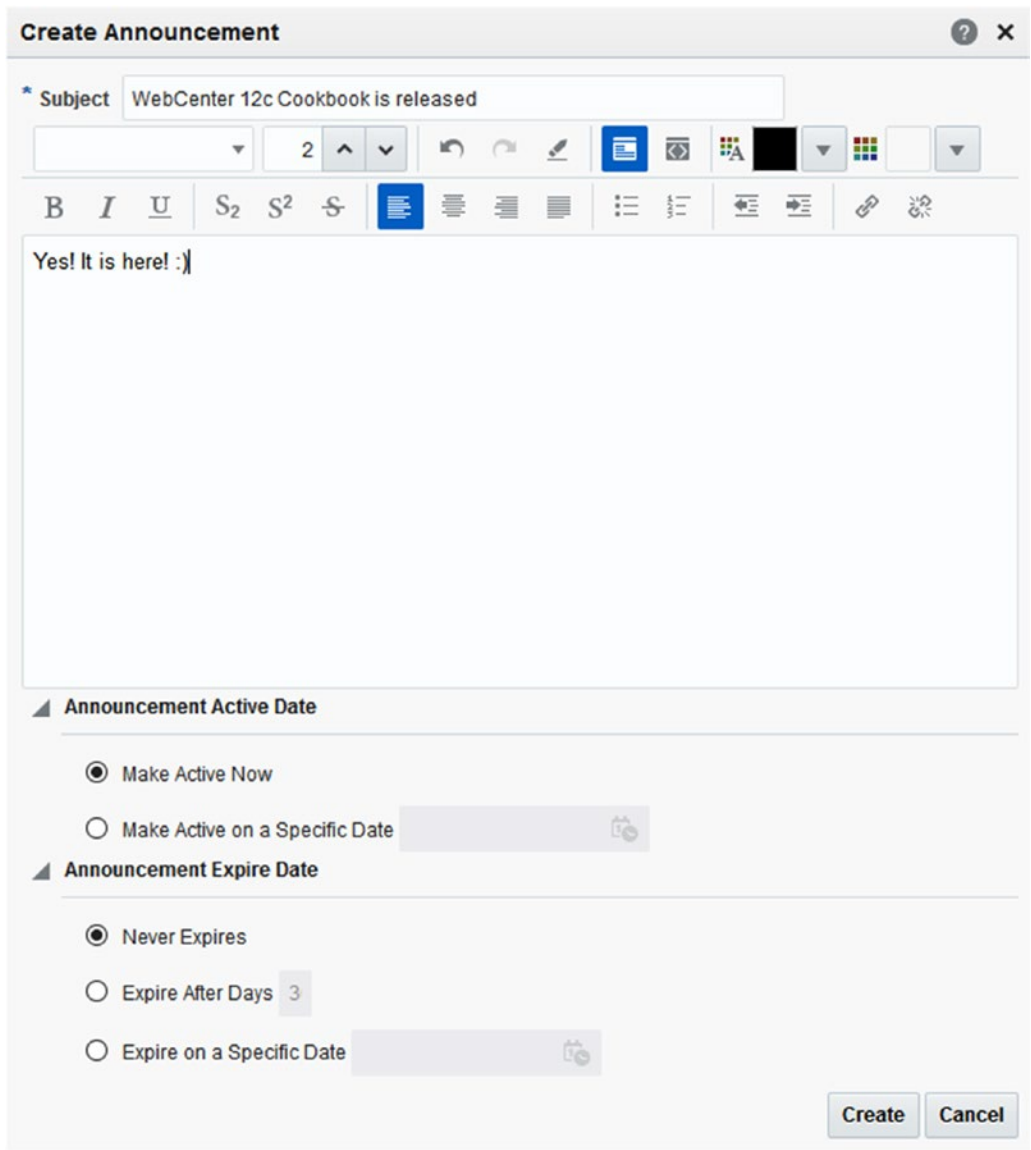 Create Announcement
* Subject WebCenter 12c Cookbook is released
2
B I U S2 S² S
Yes! It is here! :)
Announcement Active Date
Make Active Now
Make Active on a Specific Date
Announcement Expire Date
Never Expires
Expire After Days 3
Expire on a Specific Date
Create Cancel